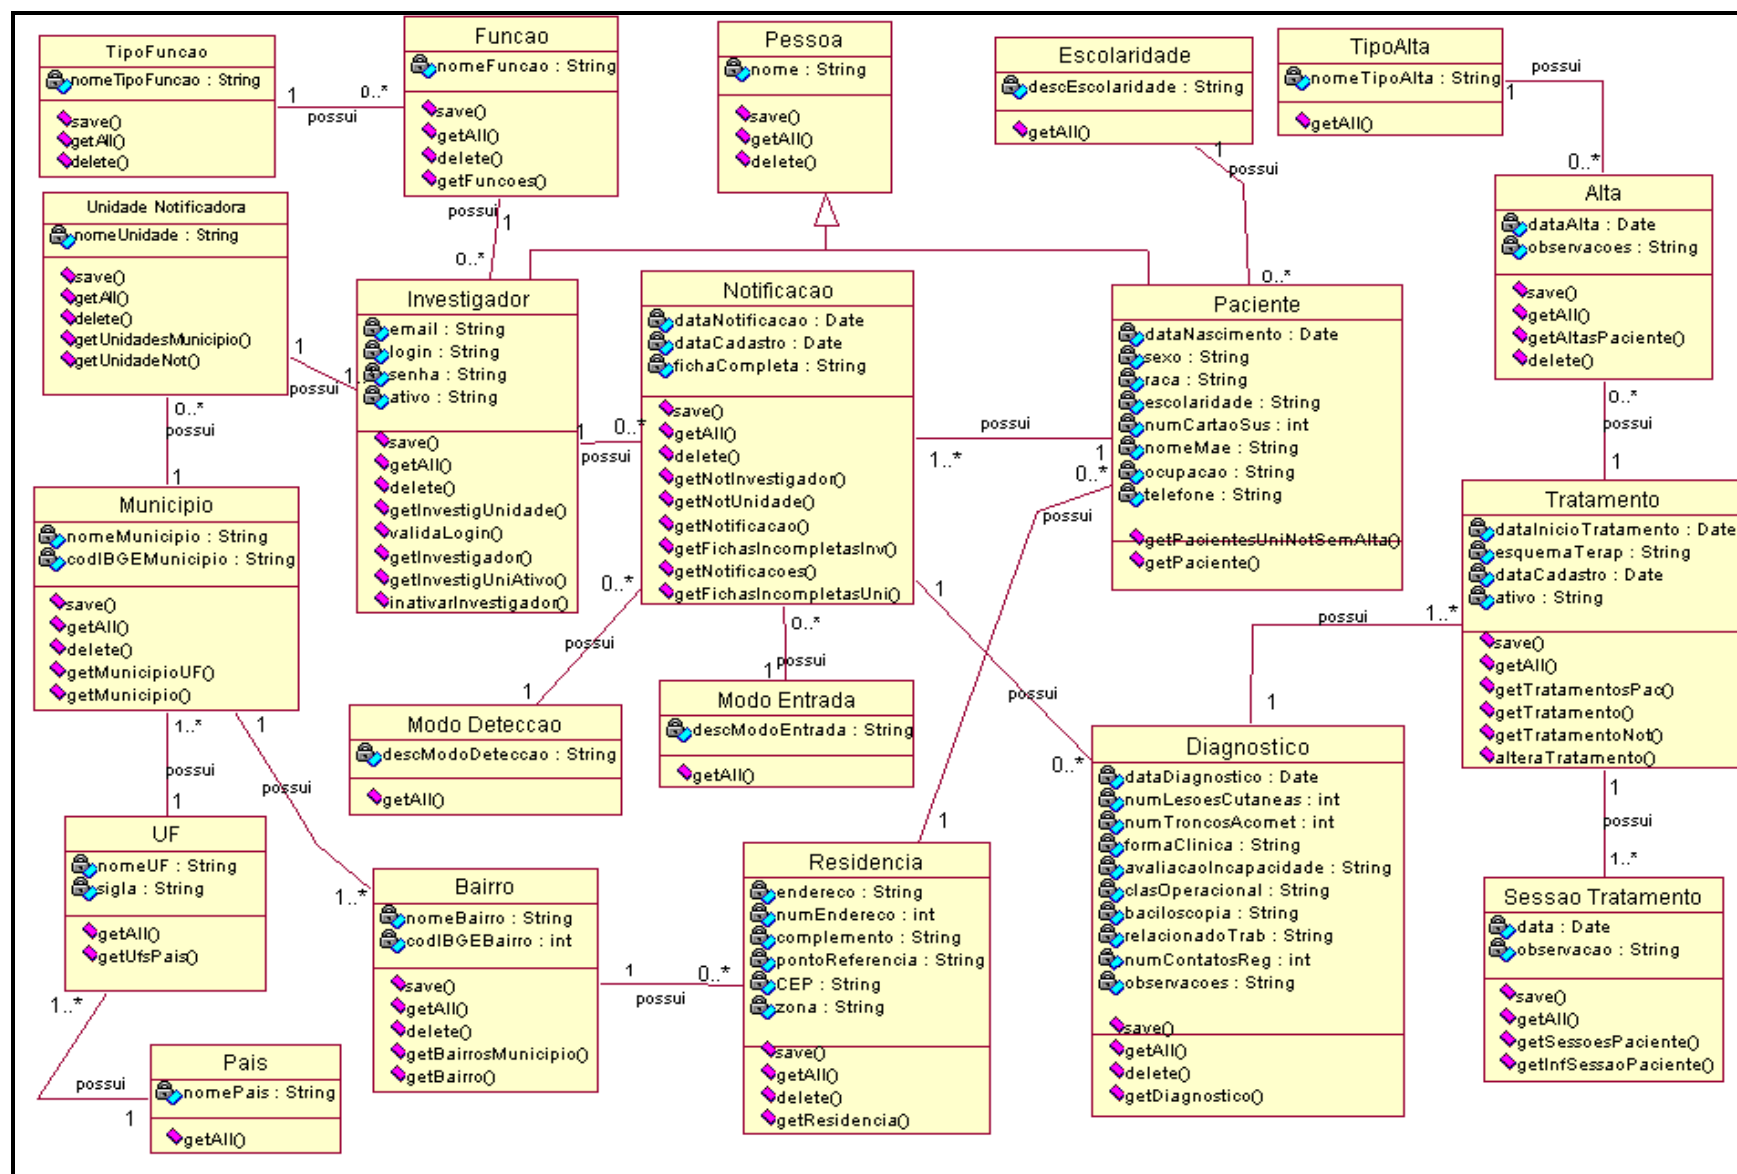 TipoFuncao
nomeTipoFuncao : String
save()
getAll()
delete()
1
0..*
possui
Funcao
nomeFuncao : String
save()
getAll()
delete()
getFuncoes()
possui
1
0..*
Pessoa
nome : String
save()
getAll()
delete()
Escolaridade
descEscolaridade : String
getAll()
1
possui
0..*
TipoAlta
nomeTipoAlta : String
getAll()
possui
1
0..*
Alta
dataAlta : Date
observacoes : String
save()
getAll()
getAltasPaciente()
delete()
0..*
possui
1
Unidade Notificadora
nomeUnidade : String
save()
getAll()
delete()
getUnidadesMunicipio()
getUnidadeNot()
1
possui
1..
0..*
possui
1
Investigador
email : String
login : String
senha : String
ativo : String
save()
getAll()
delete()
getInvestigUnidade()
validaLogin()
getInvestigador()
getInvestigUniAtivo()
inativarInvestigador()
1
0..*
possui
Notificacao
dataNotificacao : Date
dataCadastro : Date
fichaCompleta : String
save()
getAll()
delete()
getNotInvestigador()
getNotUnidade()
getNotificacao()
getFichasIncompletasInv()
getNotificacoes()
getFichasIncompletasUni()
possui
1..*
1
Paciente
dataNascimento : Date
sexo : String
raca : String
escolaridade : String
numCartaoSus : int
nomeMae : String
ocupacao : String
telefone : String
getPacientesUniNotSemAlta()
getPaciente()
0..*
possui
1
Tratamento
dataInicioTratamento : Date
esquemaTerap : String
dataCadastro : Date
ativo : String
save()
getAll()
getTratamentosPac()
getTratamento()
getTratamentoNot()
alteraTratamento()
possui
1..*
1
1
possui
1..*
Municipio
nomeMunicipio : String
codIBGEMunicipio : String
save()
getAll()
delete()
getMunicipioUF()
getMunicipio()
1..*
possui
1
1
possui
1..*
0..*
possui
1
Modo Deteccao
descModoDeteccao : String
getAll()
0..*
possui
1
Modo Entrada
descModoEntrada : String
getAll()
1
possui
0..*
Diagnostico
dataDiagnostico : Date
numLesoesCutaneas : int
numTroncosAcomet : int
formaClinica : String
avaliacaoIncapacidade : String
clasOperacional : String
baciloscopia : String
relacionadoTrab : String
numContatosReg : int
observacoes : String
save()
getAll()
delete()
getDiagnostico()
UF
nomeUF : String
sigla : String
getAll()
getUfsPais()
1..*
possui
1
Pais
nomePais : String
getAll()
Bairro
nomeBairro : String
codIBGEBairro : int
save()
getAll()
delete()
getBairrosMunicipio()
getBairro()
1
0..*
possui
Residencia
endereco : String
numEndereco : int
complemento : String
pontoReferencia : String
CEP : String
zona : String
save()
getAll()
delete()
getResidencia()
Sessao Tratamento
data : Date
observacao : String
save()
getAll()
getSessoesPaciente()
getInfSessaoPaciente()